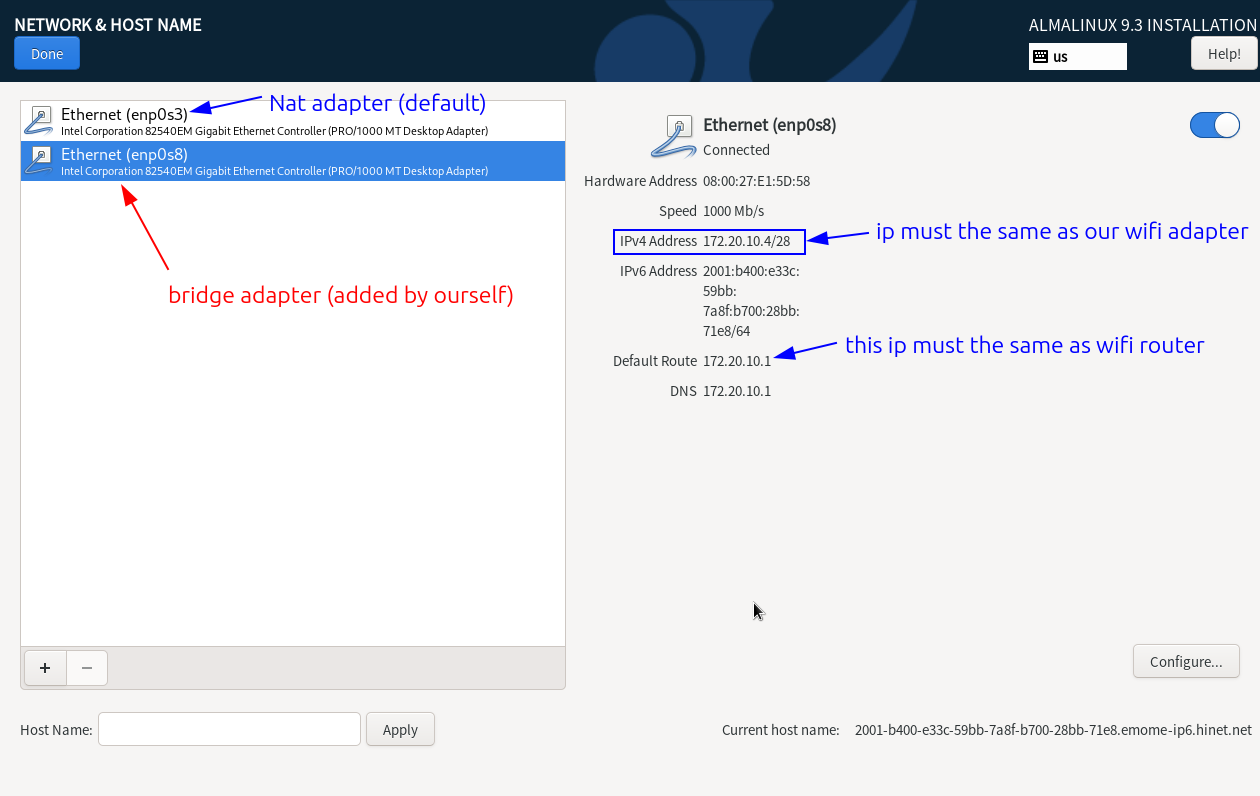 NETWORK & HOST NAME
ALMALINUX 9.3 INSTALLATION
Done
us
Help!
Ethernet (enp0s3)
Intel Corporation 82540EM Gigabit Ethernet Controller (PRO/1000 MT Desktop Adapter)
Nat adapter (default)
Ethernet (enp0s8)
Intel Corporation 82540EM Gigabit Ethernet Controller (PRO/1000 MT Desktop Adapter)
bridge adapter (added by ourself)
Ethernet (enp0s8)
Connected
Hardware Address 08:00:27:E1:5D:58
Speed 1000 Mb/s
IPv4 Address 172.20.10.4/28
ip must the same as our wifi adapter
IPv6 Address 2001:b400:e33c:
59bb:
7a8f:b700:28bb:
71e8/64
this ip must the same as wifi router
Default Route 172.20.10.1
DNS 172.20.10.1
+ −
Configure...
Host Name:
Apply
Current host name: 2001-b400-e33c-59bb-7a8f-b700-28bb-71e8.emome-ip6.hinet.net